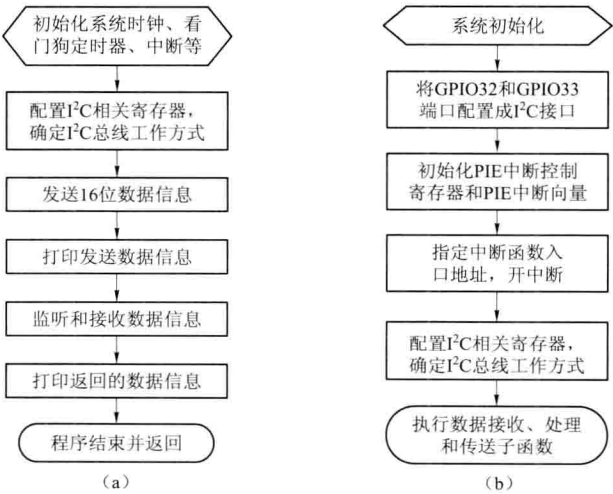 初始化系统时钟、看
门狗定时器、中断等
配置I²C相关寄存器，
确定I²C总线工作方式
发送16位数据信息
打印发送数据信息
监听和接收数据信息
打印返回的数据信息
程序结束并返回
（a）
系统初始化
将GPIO32和GPIO33
端口配置成I²C接口
初始化PIE中断控制
寄存器和PIE中断向量
指定中断函数入
口地址，开中断
配置I²C相关寄存器，
确定I²C总线工作方式
执行数据接收、处理
和传送子函数
（b）